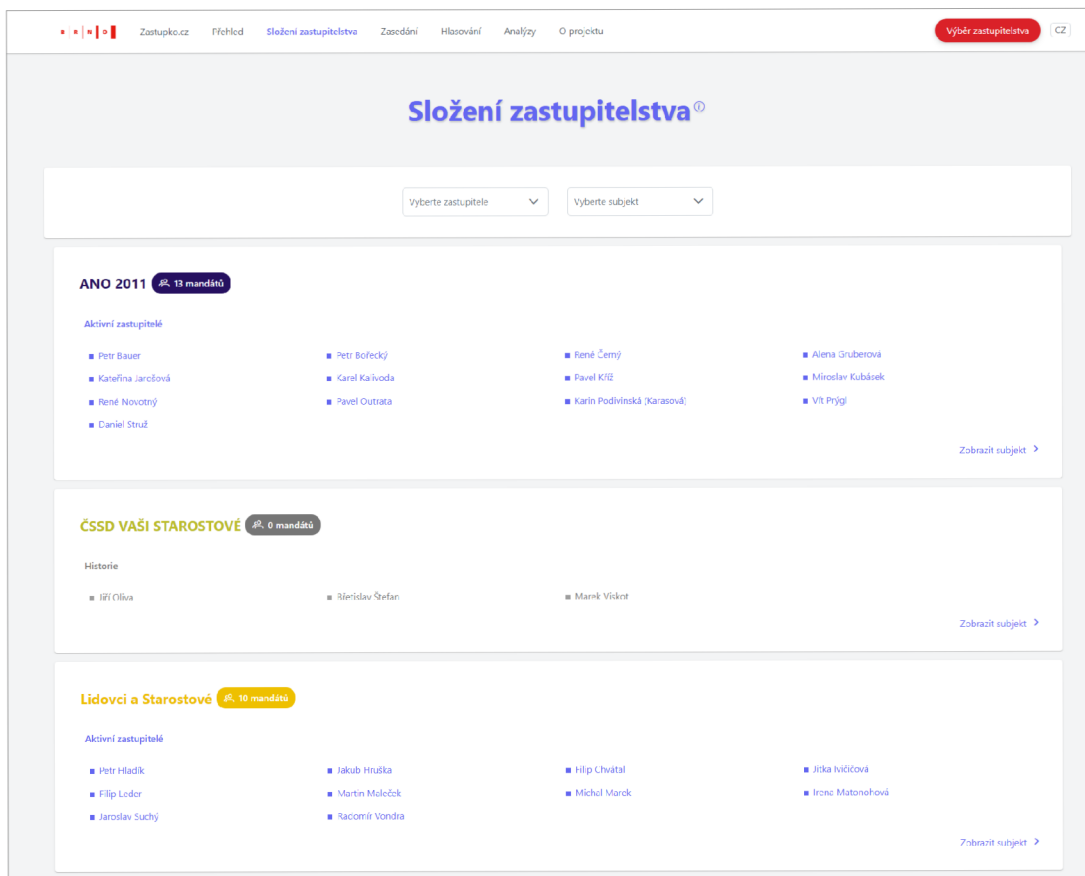 B R N O Zastupko.cz Přehled Složení zastupitelstva Zasedání Hlasování Analýzy O projektu Výběr zastupitelstva CZ
Složení zastupitelstva
Vyberte zastupitele Vyberte subjekt
ANO 2011 13 mandátů
Aktivní zastupitelé
Petr Bauer Petr Bořecký René Černý Alena Gruberová
Kateřina Jarošová Karel Kalivoda Pavel Kříž Miroslav Kubásek
René Novotný Pavel Outrata Karin Podivinská (Karasová) Vít Prýgl
Daniel Struž
Zobrazit subjekt
ČSSD VAŠI STAROSTOVÉ 0 mandátů
Historie
Jiří Oliva Břetislav Štefan Marek Viskot
Zobrazit subjekt
Lidovci a Starostové 10 mandátů
Aktivní zastupitelé
Petr Hladík Jakub Hruška Filip Chvátal Jitka Ivičičová
Filip Leder Martin Maleček Michal Marek Irena Matonohová
Jaroslav Suchý Radomír Vondra
Zobrazit subjekt